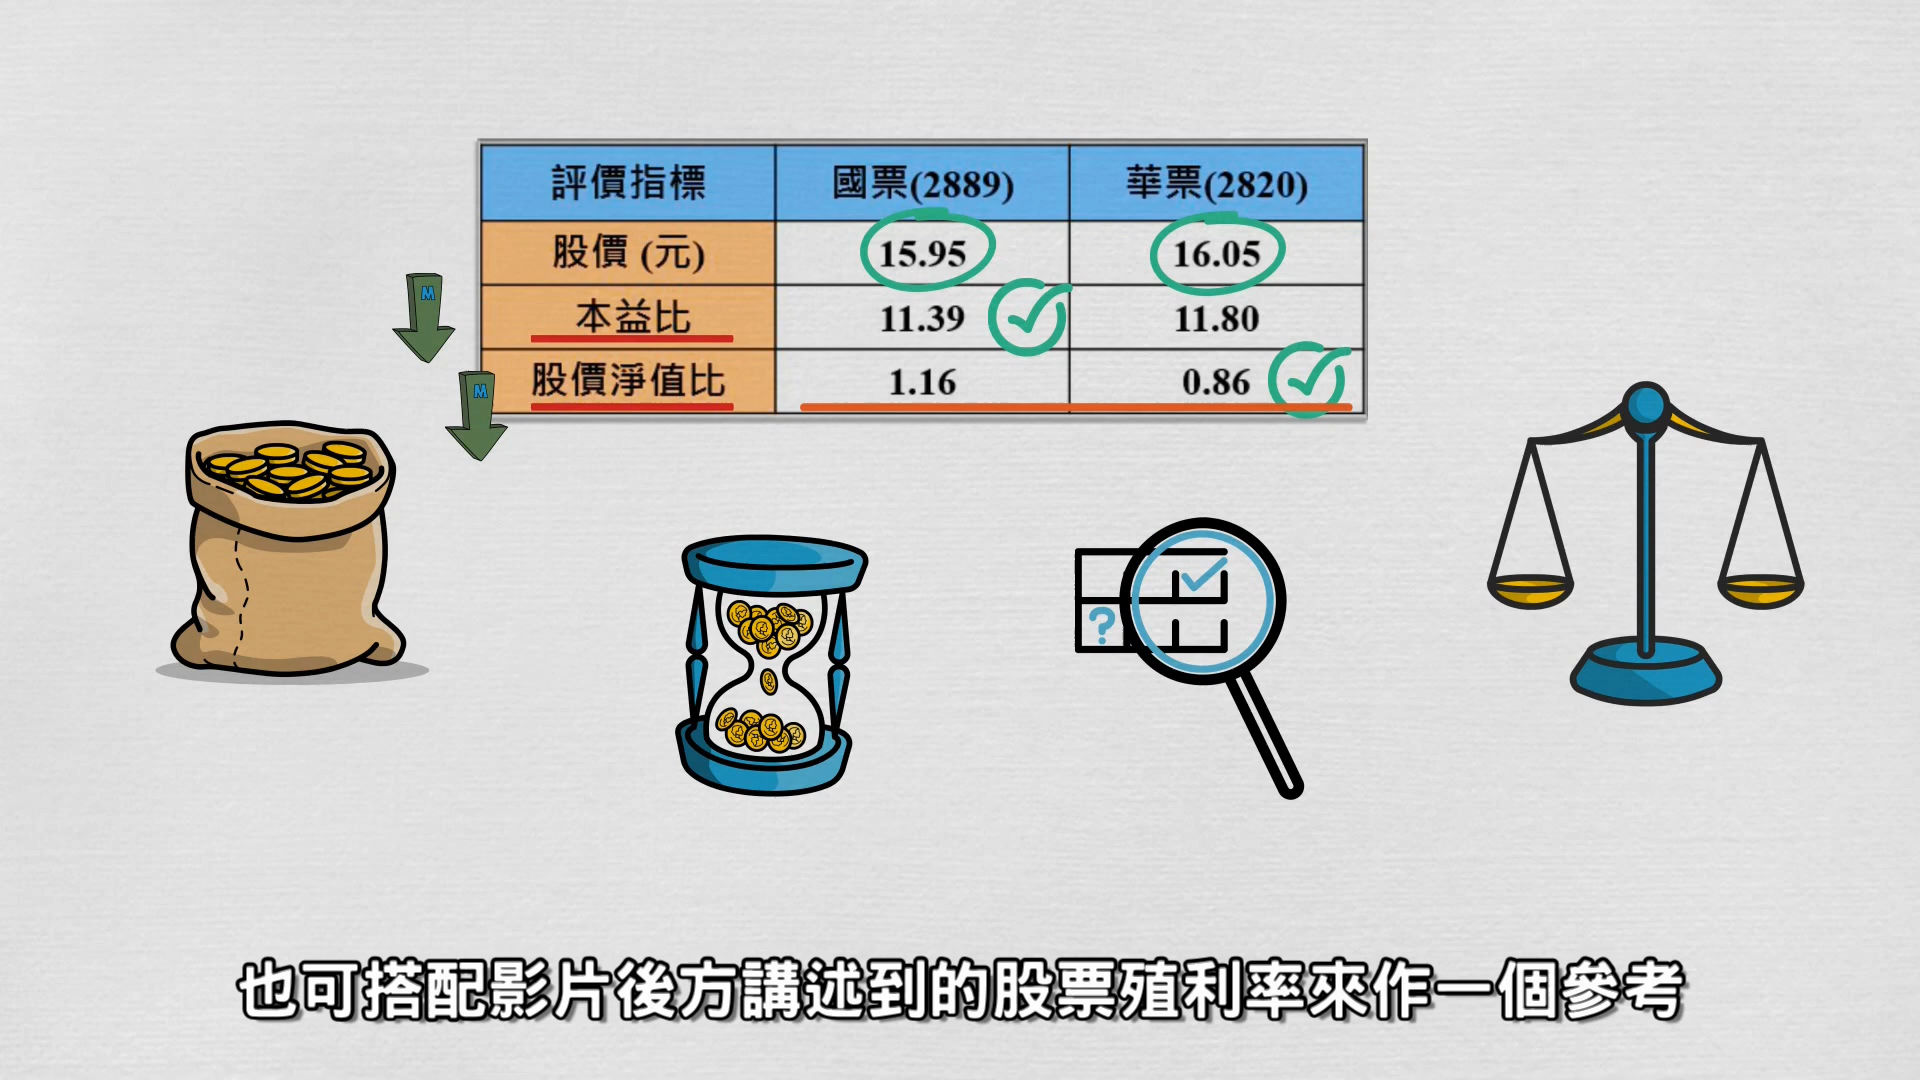 評價指標 國票(2889) 華票(2820)
股價 (元) 15.95 16.05
本益比 11.39 11.80
股價淨值比 1.16 0.86
M
M
?
也可搭配影片後方講述到的股票殖利率來作一個參考